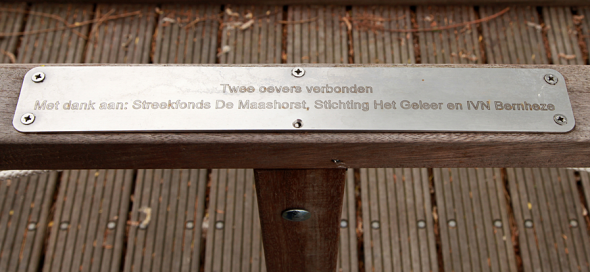 Twee oevers verbonden
Met dank aan: Streekfonds De Maashorst, Stichting Het Geleer en IVN Bernheze